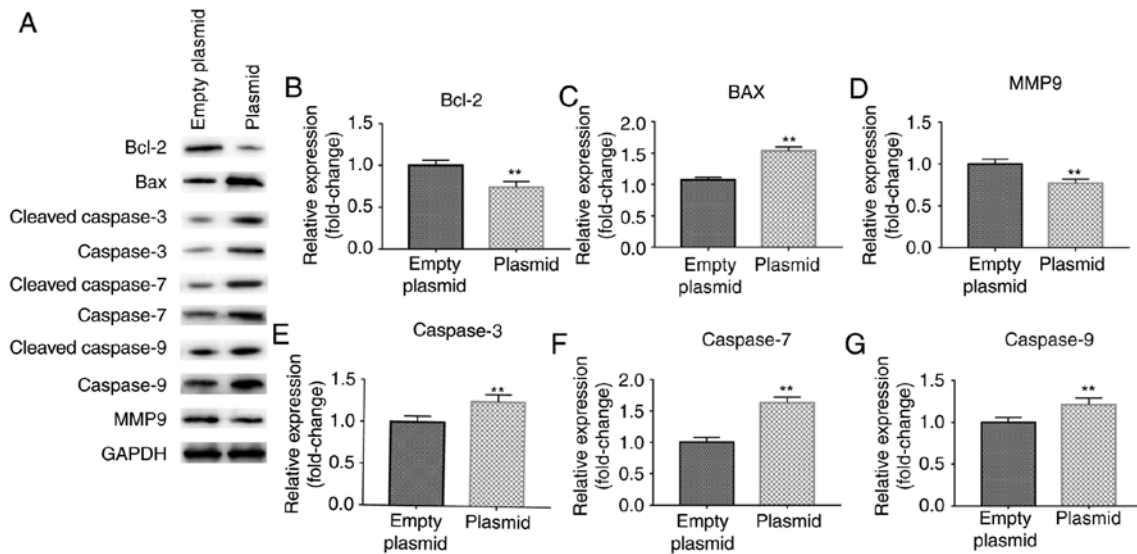 A
Empty plasmid
Plasmid
Bcl-2
Bax
Cleaved caspase-3
Caspase-3
Cleaved caspase-7
Caspase-7
Cleaved caspase-9
Caspase-9
MMP9
GAPDH
B
Bcl-2
Relative expression
(fold-change)
1.5
1.0
0.5
0.0
**
Empty
plasmid
Plasmid
C
BAX
Relative expression
(fold-change)
2.0
1.5
1.0
0.5
0.0
**
Empty
plasmid
Plasmid
D
MMP9
Relative expression
(fold-change)
1.5
1.0
0.5
0.0
**
Empty
plasmid
Plasmid
E
Caspase-3
Relative expression
(fold-change)
1.5
1.0
0.5
0.0
**
Empty
plasmid
Plasmid
F
Caspase-7
Relative expression
(fold-change)
2.0
1.5
1.0
0.5
0.0
**
Empty
plasmid
Plasmid
G
Caspase-9
Relative expression
(fold-change)
1.5
1.0
0.5
0.0
**
Empty
plasmid
Plasmid